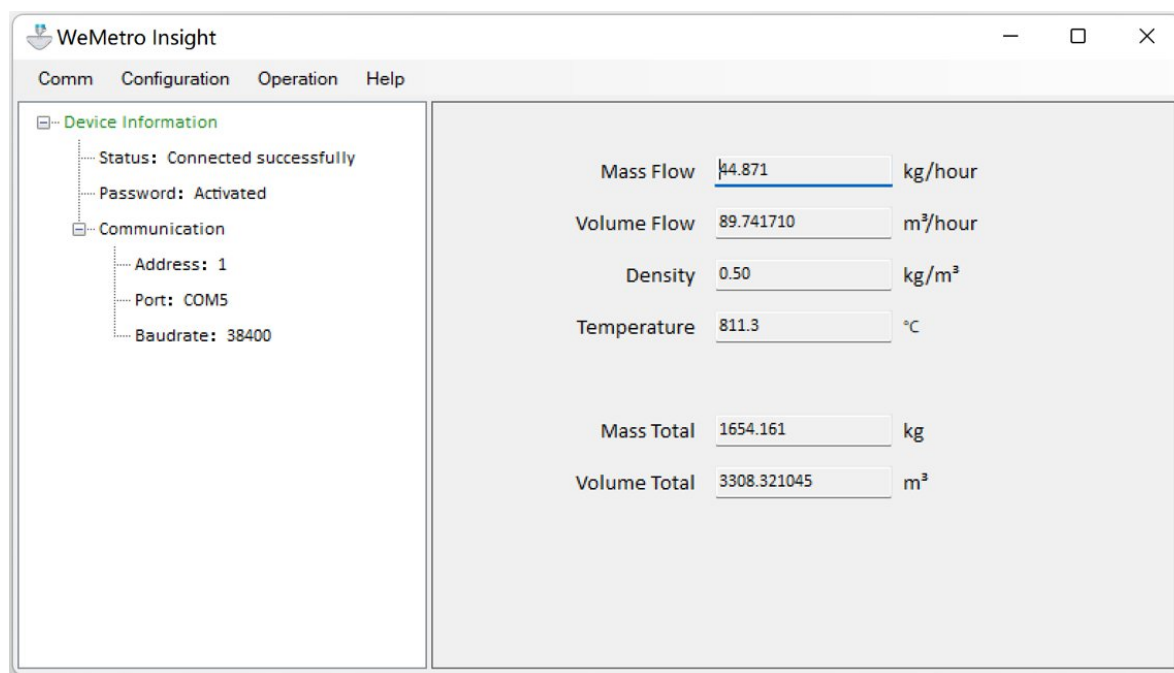 WeMetro Insight
Comm Configuration Operation Help
Device Information
Status: Connected successfully
Password: Activated
Communication
Address: 1
Port: COM5
Baudrate: 38400
Mass Flow 44.871 kg/hour
Volume Flow 89.741710 m³/hour
Density 0.50 kg/m³
Temperature 811.3 °C
Mass Total 1654.161 kg
Volume Total 3308.321045 m³